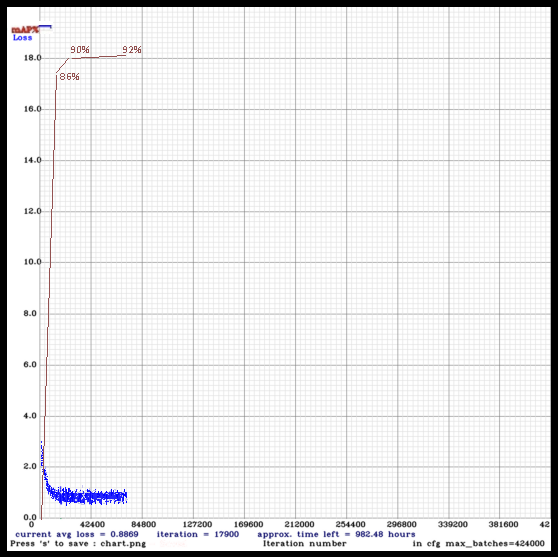 mAP%
Loss
90%
92%
86%
18.0
16.0
14.0
12.0
10.0
8.0
6.0
4.0
2.0
0.0
0 42400 84800 127200 169600 212000 254400 296800 339200 381600 42
current avg loss = 0.8869 iteration = 17900 approx. time left = 982.48 hours
Press 's' to save : chart.png Iteration number in cfg max_batches=424000